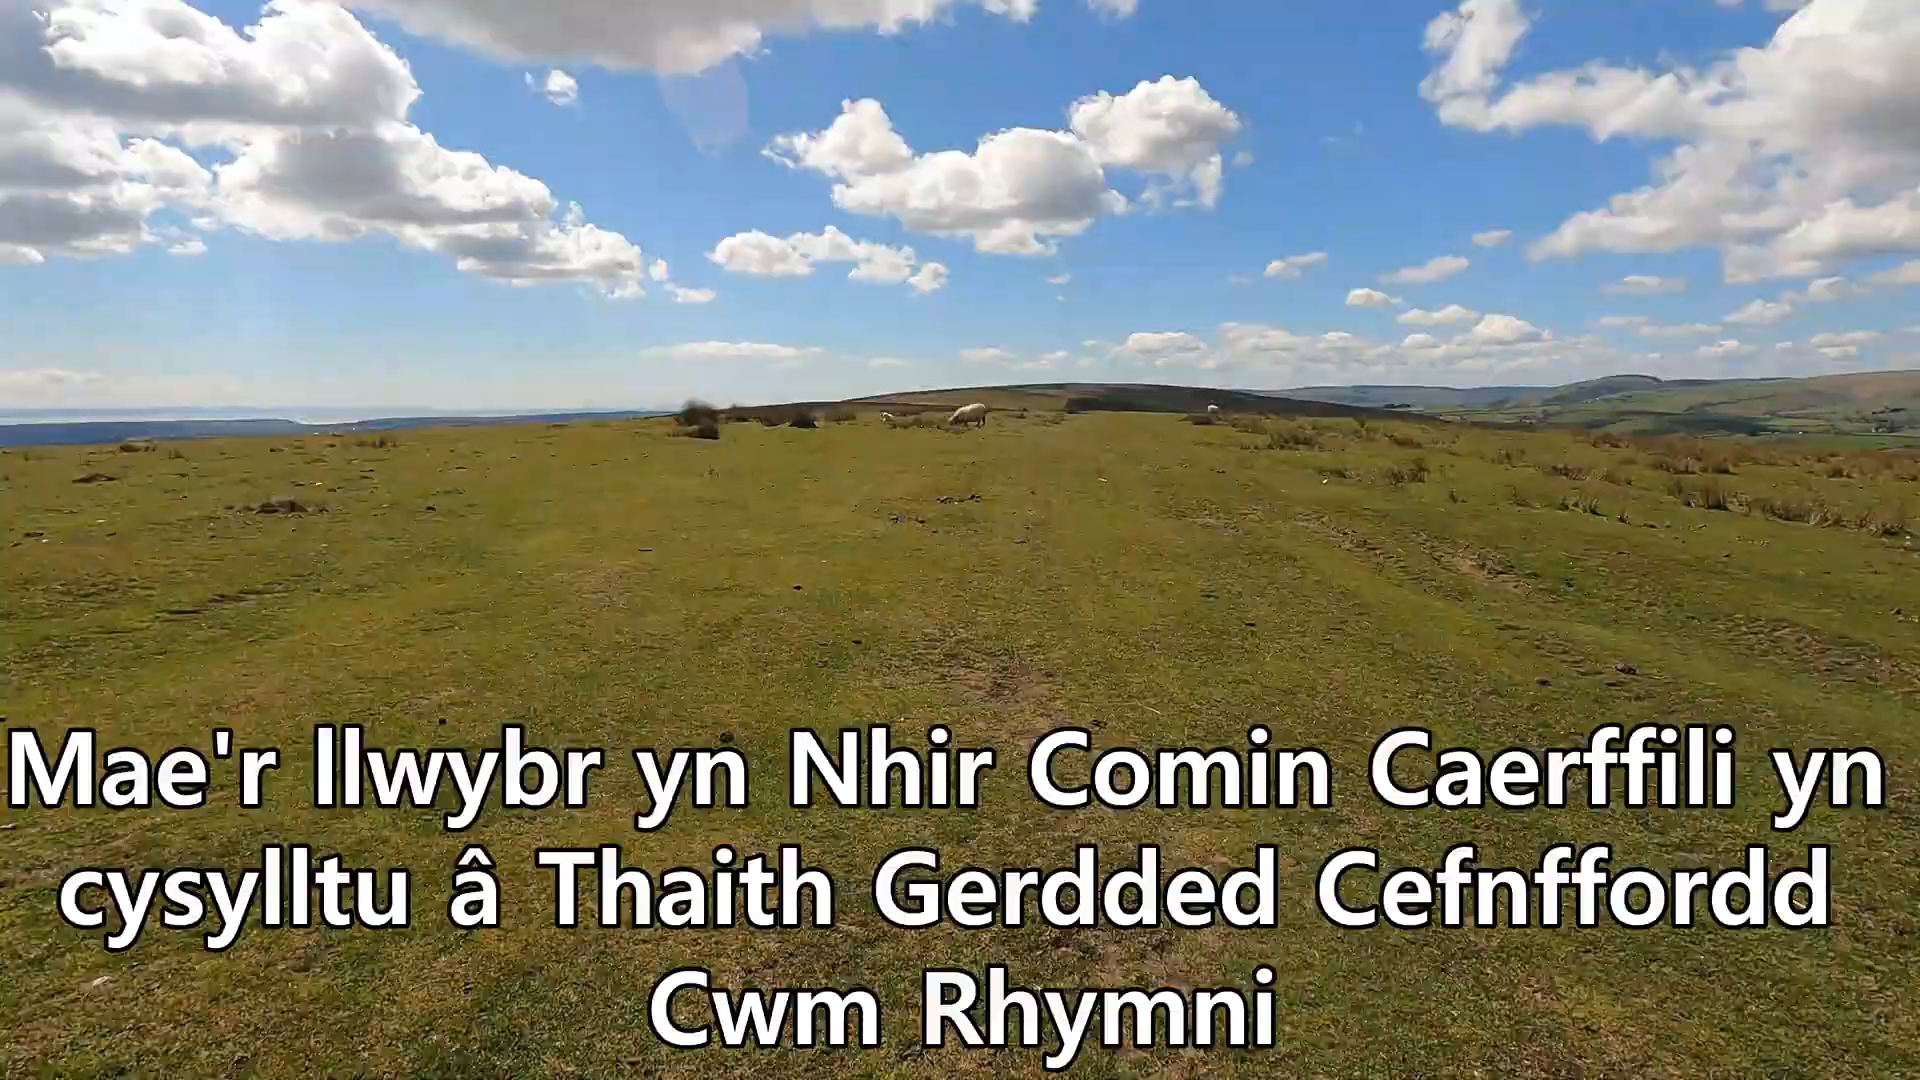 Mae'r llwybr yn Nhir Comin Caerffili yn
cysylltu â Thaith Gerdded Cefnffordd
Cwm Rhymni